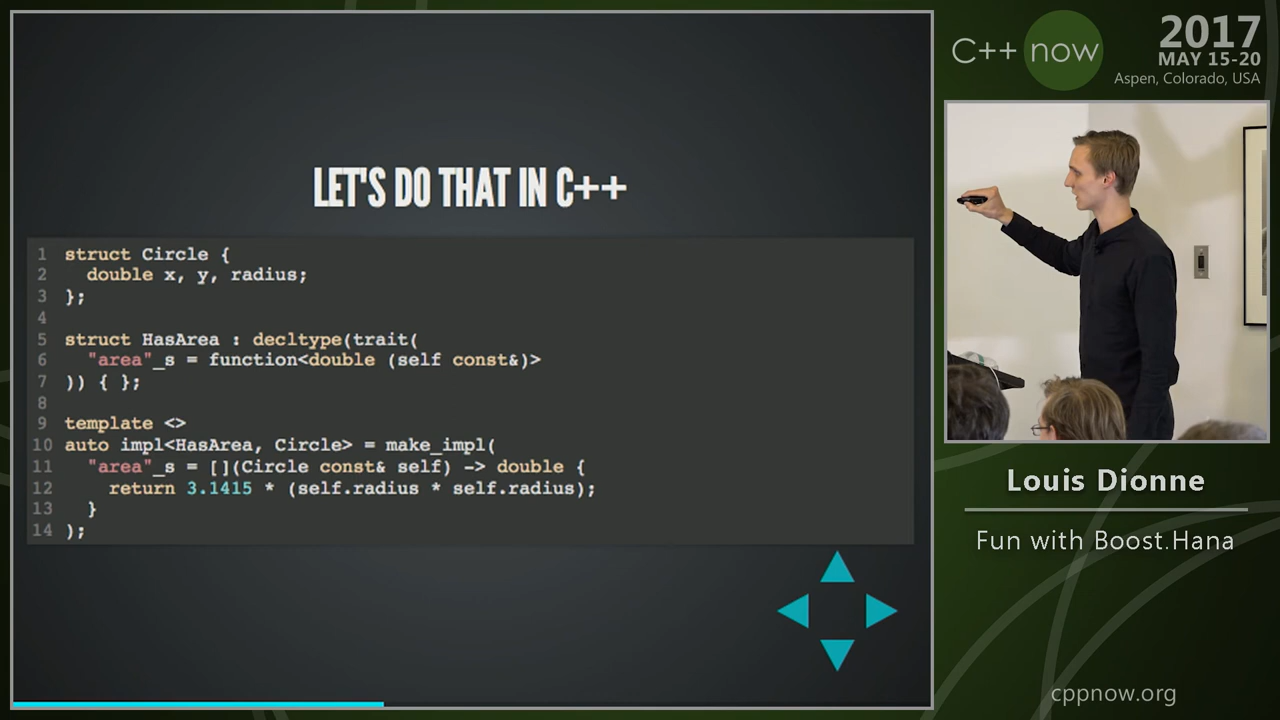 LET'S DO THAT IN C++
1 struct Circle {
2   double x, y, radius;
3 };
4
5 struct HasArea : decltype(trait(
6   "area"_s = function<double (self const&)>
7 )) { };
8
9 template <>
10 auto impl<HasArea, Circle> = make_impl(
11   "area"_s = [](Circle const& self) -> double {
12     return 3.1415 * (self.radius * self.radius);
13   }
14 );
C++ now
2017
MAY 15-20
Aspen, Colorado, USA
Louis Dionne
Fun with Boost.Hana
cppnow.org